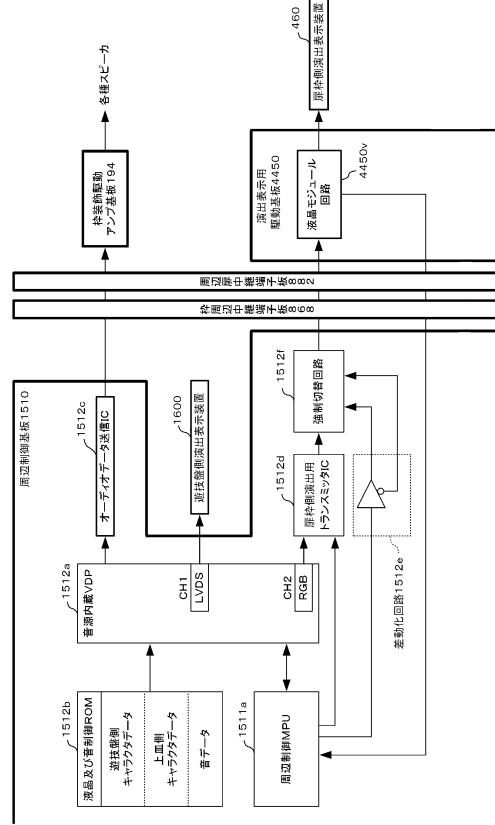 周辺制御基板1510
1512b
液晶及び音制御ROM
遊技盤側
キャラクタデータ
上皿側
キャラクタデータ
音データ
1511a
周辺制御MPU
1512a
音源内蔵VDP
CH1
LVDS
CH2
RGB
1512c
オーディオデータ送信IC
1600
遊技盤側演出表示装置
1512d
扉枠側演出用
トランスミッタIC
差動化回路1512e
1512f
強制切替回路
枠周辺中継端子板868
周辺扉中継端子板882
枠装飾駆動
アンプ基板194
各種スピーカ
演出表示用
駆動基板4450
液晶モジュール
回路
4450v
460
扉枠側演出表示装置